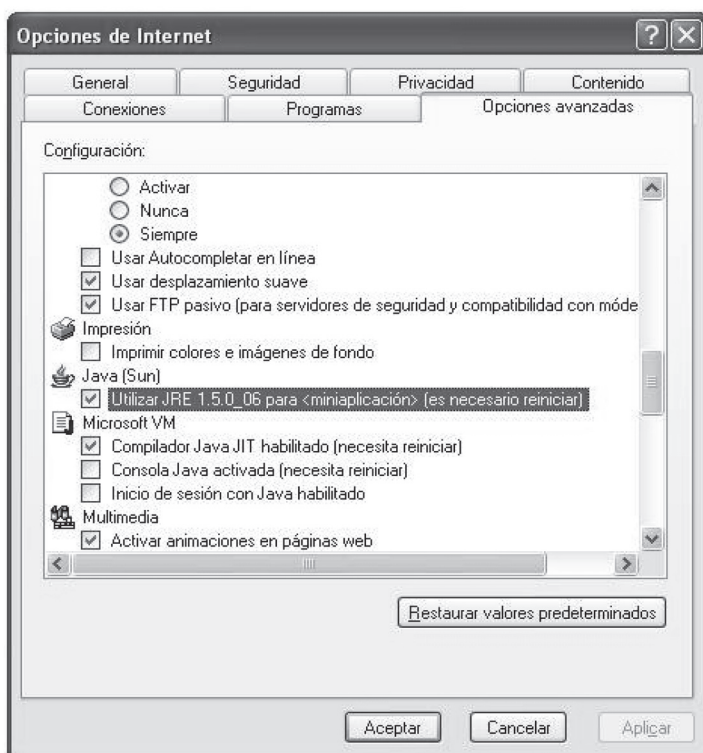 Opciones de Internet
General Seguridad Privacidad Contenido
Conexiones Programas Opciones avanzadas
Configuración:
Activar
Nunca
Siempre
Usar Autocompletar en línea
Usar desplazamiento suave
Usar FTP pasivo (para servidores de seguridad y compatibilidad con móde
Impresión
Imprimir colores e imágenes de fondo
Java (Sun)
Utilizar JRE 1.5.0_06 para <miniaplicación> (es necesario reiniciar)
Microsoft VM
Compilador Java JIT habilitado (necesita reiniciar)
Consola Java activada (necesita reiniciar)
Inicio de sesión con Java habilitado
Multimedia
Activar animaciones en páginas web
Restaurar valores predeterminados
Aceptar Cancelar Aplicar